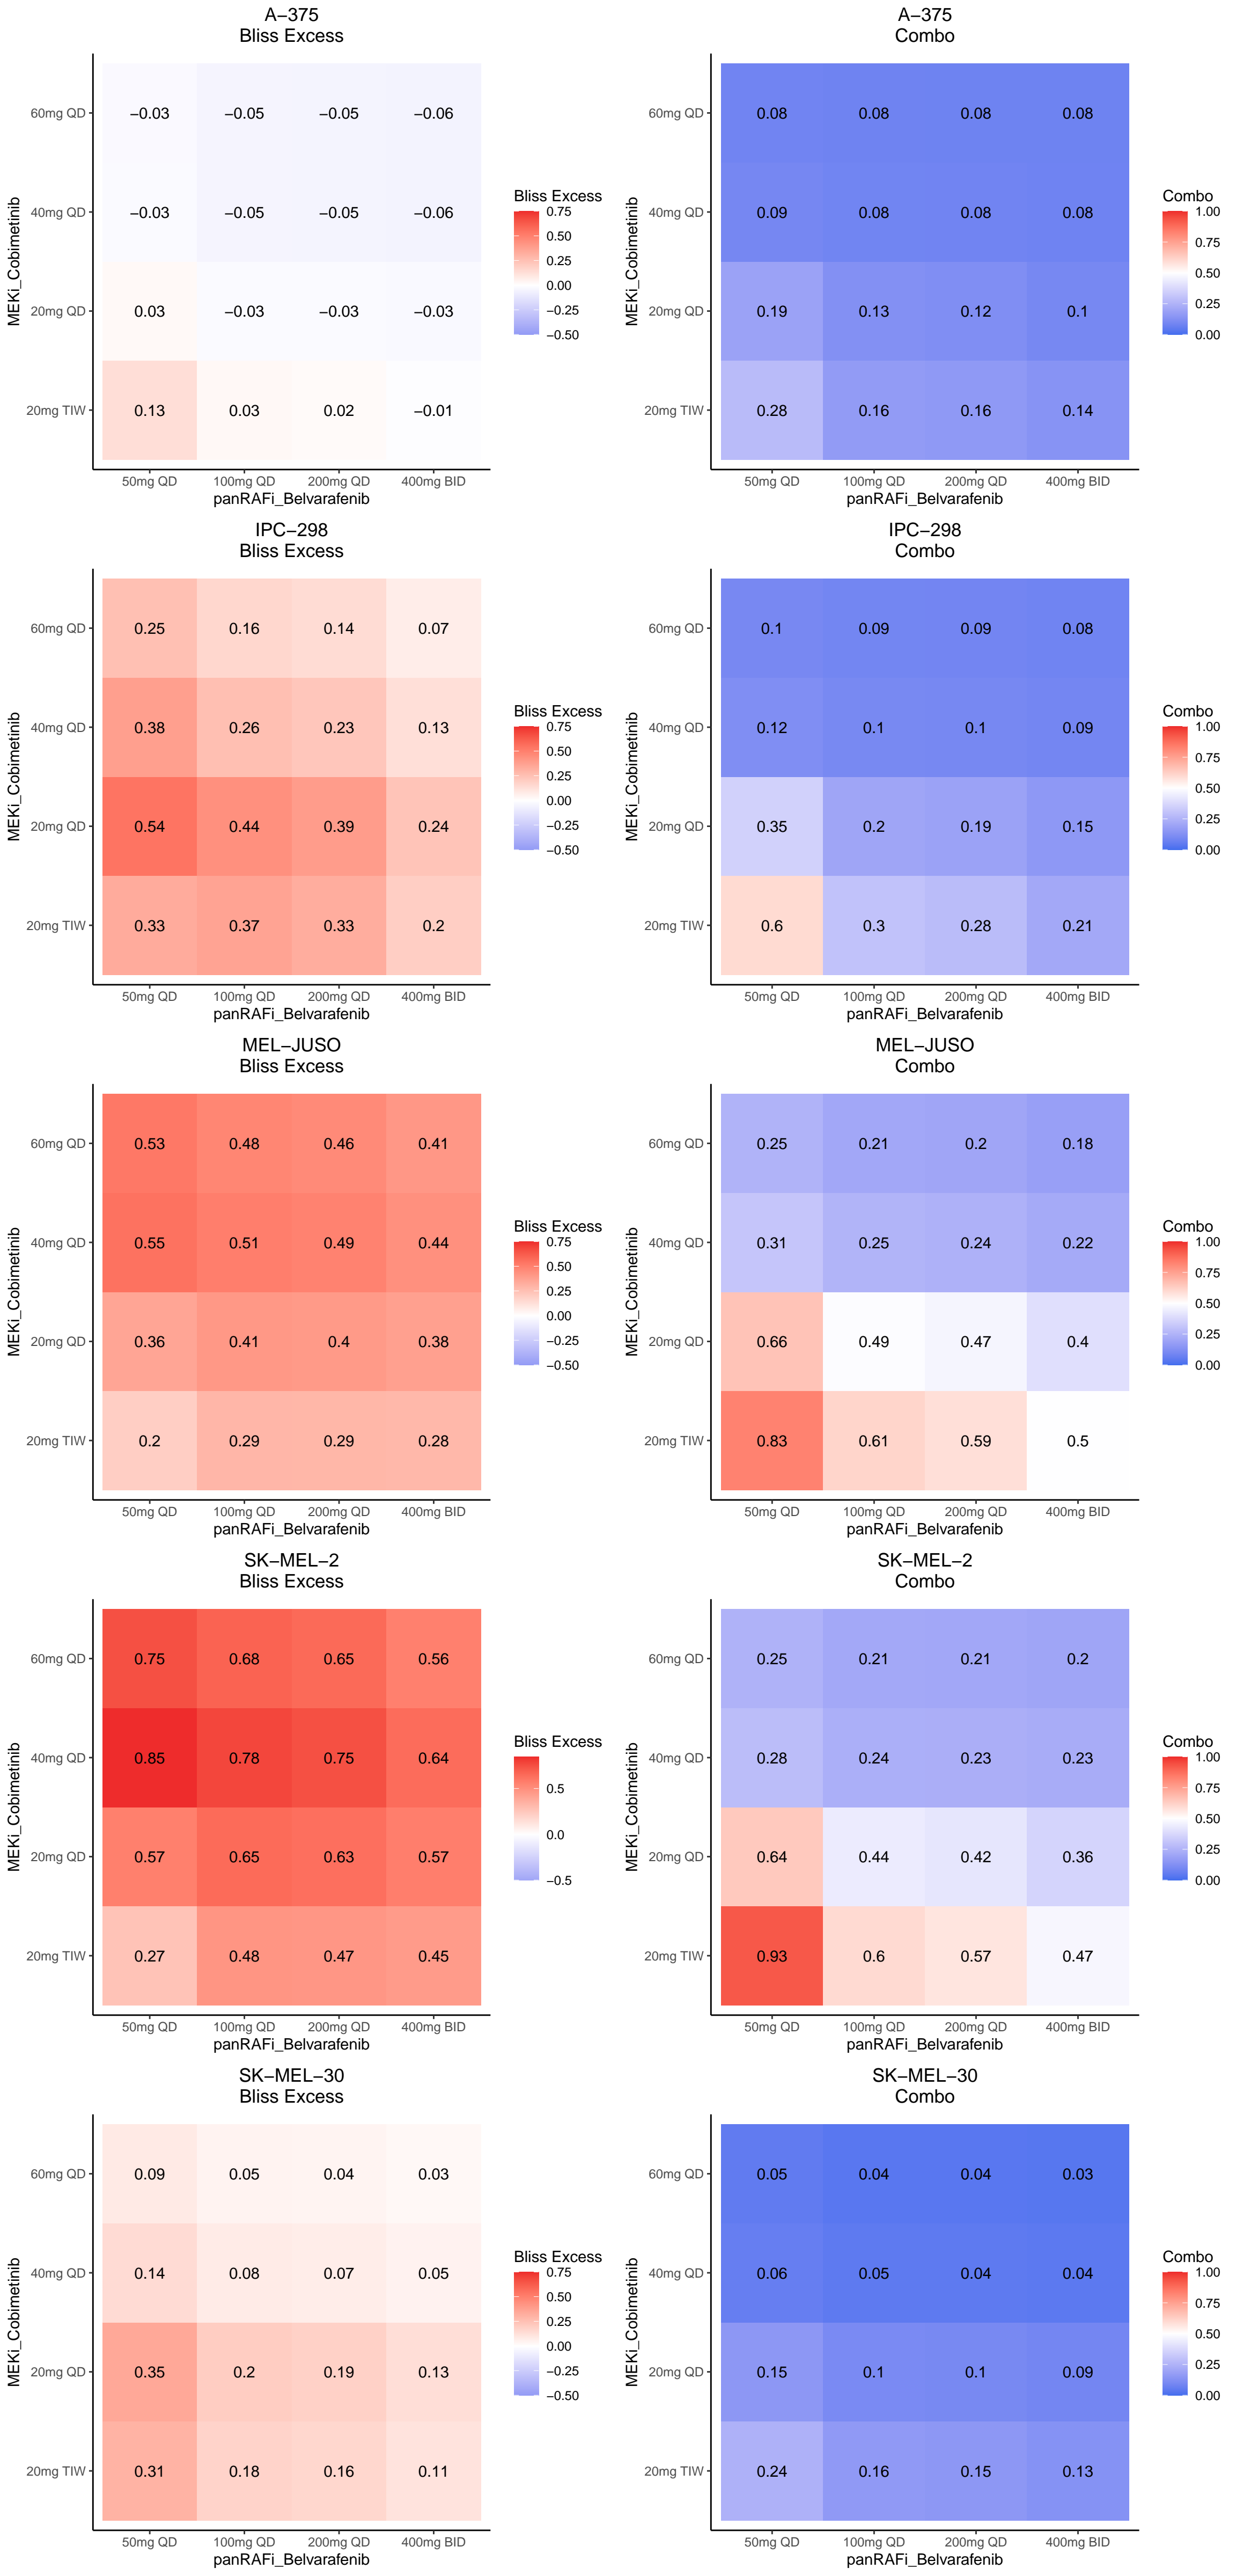 A−375
Bliss Excess
MEKi_Cobimetinib
60mg QD
40mg QD
20mg QD
20mg TIW
−0.03 −0.05 −0.05 −0.06
−0.03 −0.05 −0.05 −0.06
0.03 −0.03 −0.03 −0.03
0.13 0.03 0.02 −0.01
50mg QD 100mg QD 200mg QD 400mg BID
panRAFi_Belvarafenib
Bliss Excess
0.75
0.50
0.25
0.00
−0.25
−0.50
A−375
Combo
MEKi_Cobimetinib
60mg QD
40mg QD
20mg QD
20mg TIW
0.08 0.08 0.08 0.08
0.09 0.08 0.08 0.08
0.19 0.13 0.12 0.1
0.28 0.16 0.16 0.14
50mg QD 100mg QD 200mg QD 400mg BID
panRAFi_Belvarafenib
Combo
1.00
0.75
0.50
0.25
0.00
IPC−298
Bliss Excess
MEKi_Cobimetinib
60mg QD
40mg QD
20mg QD
20mg TIW
0.25 0.16 0.14 0.07
0.38 0.26 0.23 0.13
0.54 0.44 0.39 0.24
0.33 0.37 0.33 0.2
50mg QD 100mg QD 200mg QD 400mg BID
panRAFi_Belvarafenib
Bliss Excess
0.75
0.50
0.25
0.00
−0.25
−0.50
IPC−298
Combo
MEKi_Cobimetinib
60mg QD
40mg QD
20mg QD
20mg TIW
0.1 0.09 0.09 0.08
0.12 0.1 0.1 0.09
0.35 0.2 0.19 0.15
0.6 0.3 0.28 0.21
50mg QD 100mg QD 200mg QD 400mg BID
panRAFi_Belvarafenib
Combo
1.00
0.75
0.50
0.25
0.00
MEL−JUSO
Bliss Excess
MEKi_Cobimetinib
60mg QD
40mg QD
20mg QD
20mg TIW
0.53 0.48 0.46 0.41
0.55 0.51 0.49 0.44
0.36 0.41 0.4 0.38
0.2 0.29 0.29 0.28
50mg QD 100mg QD 200mg QD 400mg BID
panRAFi_Belvarafenib
Bliss Excess
0.75
0.50
0.25
0.00
−0.25
−0.50
MEL−JUSO
Combo
MEKi_Cobimetinib
60mg QD
40mg QD
20mg QD
20mg TIW
0.25 0.21 0.2 0.18
0.31 0.25 0.24 0.22
0.66 0.49 0.47 0.4
0.83 0.61 0.59 0.5
50mg QD 100mg QD 200mg QD 400mg BID
panRAFi_Belvarafenib
Combo
1.00
0.75
0.50
0.25
0.00
SK−MEL−2
Bliss Excess
MEKi_Cobimetinib
60mg QD
40mg QD
20mg QD
20mg TIW
0.75 0.68 0.65 0.56
0.85 0.78 0.75 0.64
0.57 0.65 0.63 0.57
0.27 0.48 0.47 0.45
50mg QD 100mg QD 200mg QD 400mg BID
panRAFi_Belvarafenib
Bliss Excess
0.5
0.0
−0.5
SK−MEL−2
Combo
MEKi_Cobimetinib
60mg QD
40mg QD
20mg QD
20mg TIW
0.25 0.21 0.21 0.2
0.28 0.24 0.23 0.23
0.64 0.44 0.42 0.36
0.93 0.6 0.57 0.47
50mg QD 100mg QD 200mg QD 400mg BID
panRAFi_Belvarafenib
Combo
1.00
0.75
0.50
0.25
0.00
SK−MEL−30
Bliss Excess
MEKi_Cobimetinib
60mg QD
40mg QD
20mg QD
20mg TIW
0.09 0.05 0.04 0.03
0.14 0.08 0.07 0.05
0.35 0.2 0.19 0.13
0.31 0.18 0.16 0.11
50mg QD 100mg QD 200mg QD 400mg BID
panRAFi_Belvarafenib
Bliss Excess
0.75
0.50
0.25
0.00
−0.25
−0.50
SK−MEL−30
Combo
MEKi_Cobimetinib
60mg QD
40mg QD
20mg QD
20mg TIW
0.05 0.04 0.04 0.03
0.06 0.05 0.04 0.04
0.15 0.1 0.1 0.09
0.24 0.16 0.15 0.13
50mg QD 100mg QD 200mg QD 400mg BID
panRAFi_Belvarafenib
Combo
1.00
0.75
0.50
0.25
0.00